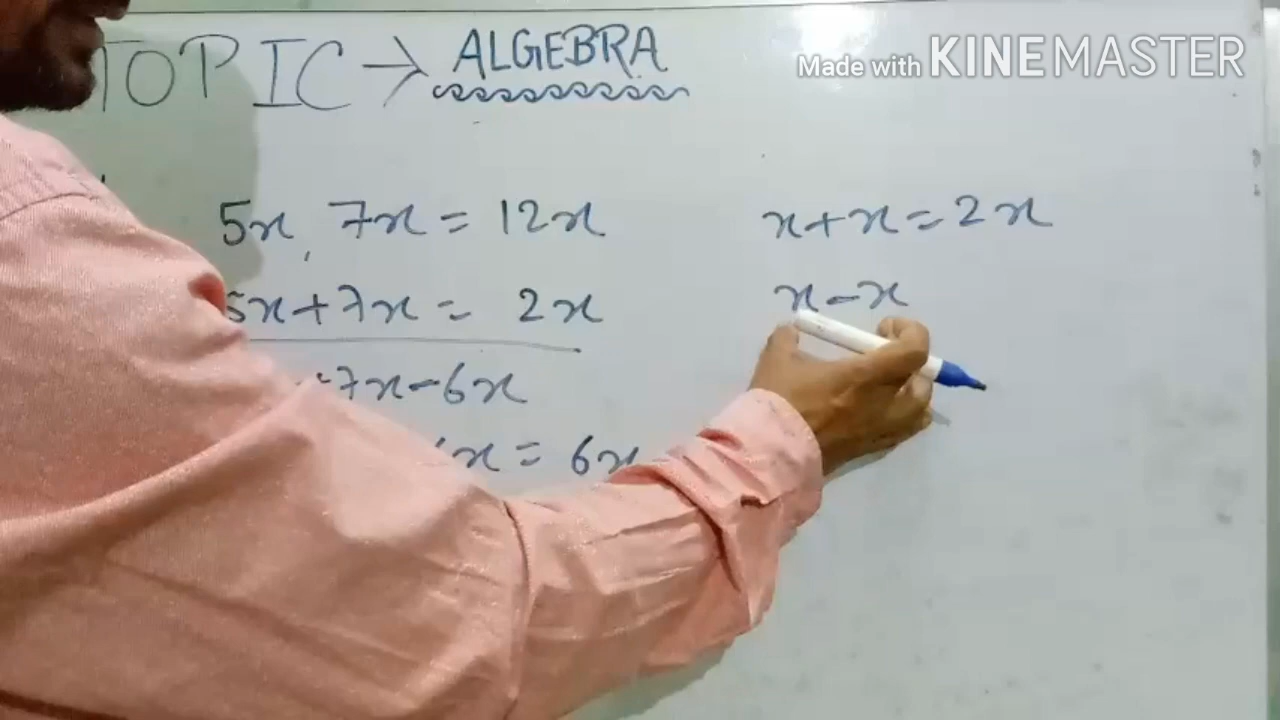 TOPIC → ALGEBRA
Made with KINEMASTER
5x, 7x = 12x
5x+7x = 2x
+7x-6x
x = 6x
x+x=2x
x-x